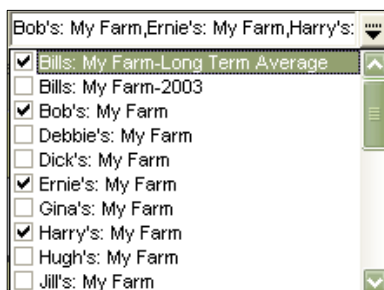 Bob's: My Farm,Ernie's: My Farm,Harry's:
Bills: My Farm-Long Term Average
Bills: My Farm-2003
Bob's: My Farm
Debbie's: My Farm
Dick's: My Farm
Ernie's: My Farm
Gina's: My Farm
Harry's: My Farm
Hugh's: My Farm
Jill's: My Farm